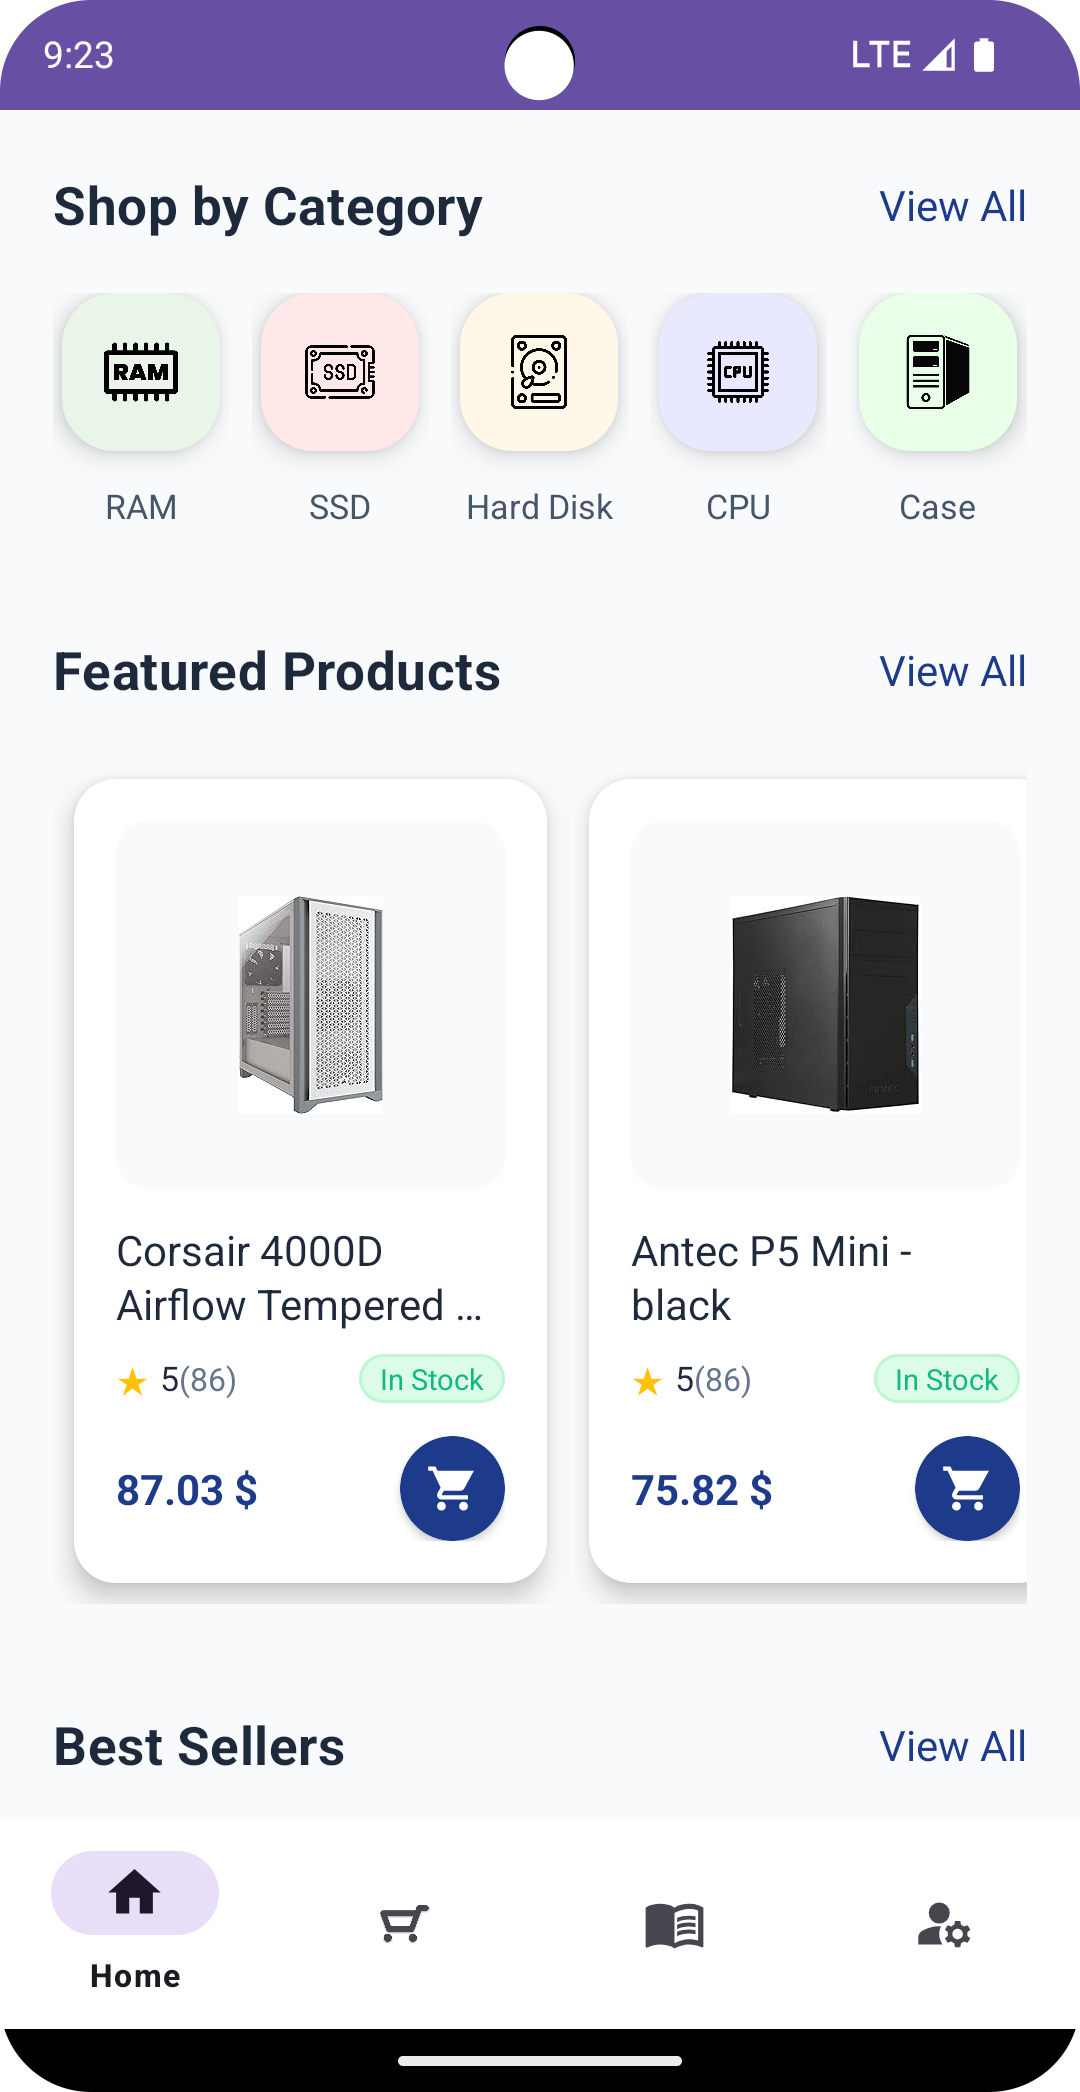 9:23
LTE
Shop by Category
View All
RAM
SSD
CPU
RAM
SSD
Hard Disk
CPU
Case
Featured Products
View All
Corsair 4000D
Airflow Tempered ...
5(86)
In Stock
87.03 $
Antec P5 Mini -
black
5(86)
In Stock
75.82 $
Best Sellers
View All
Home